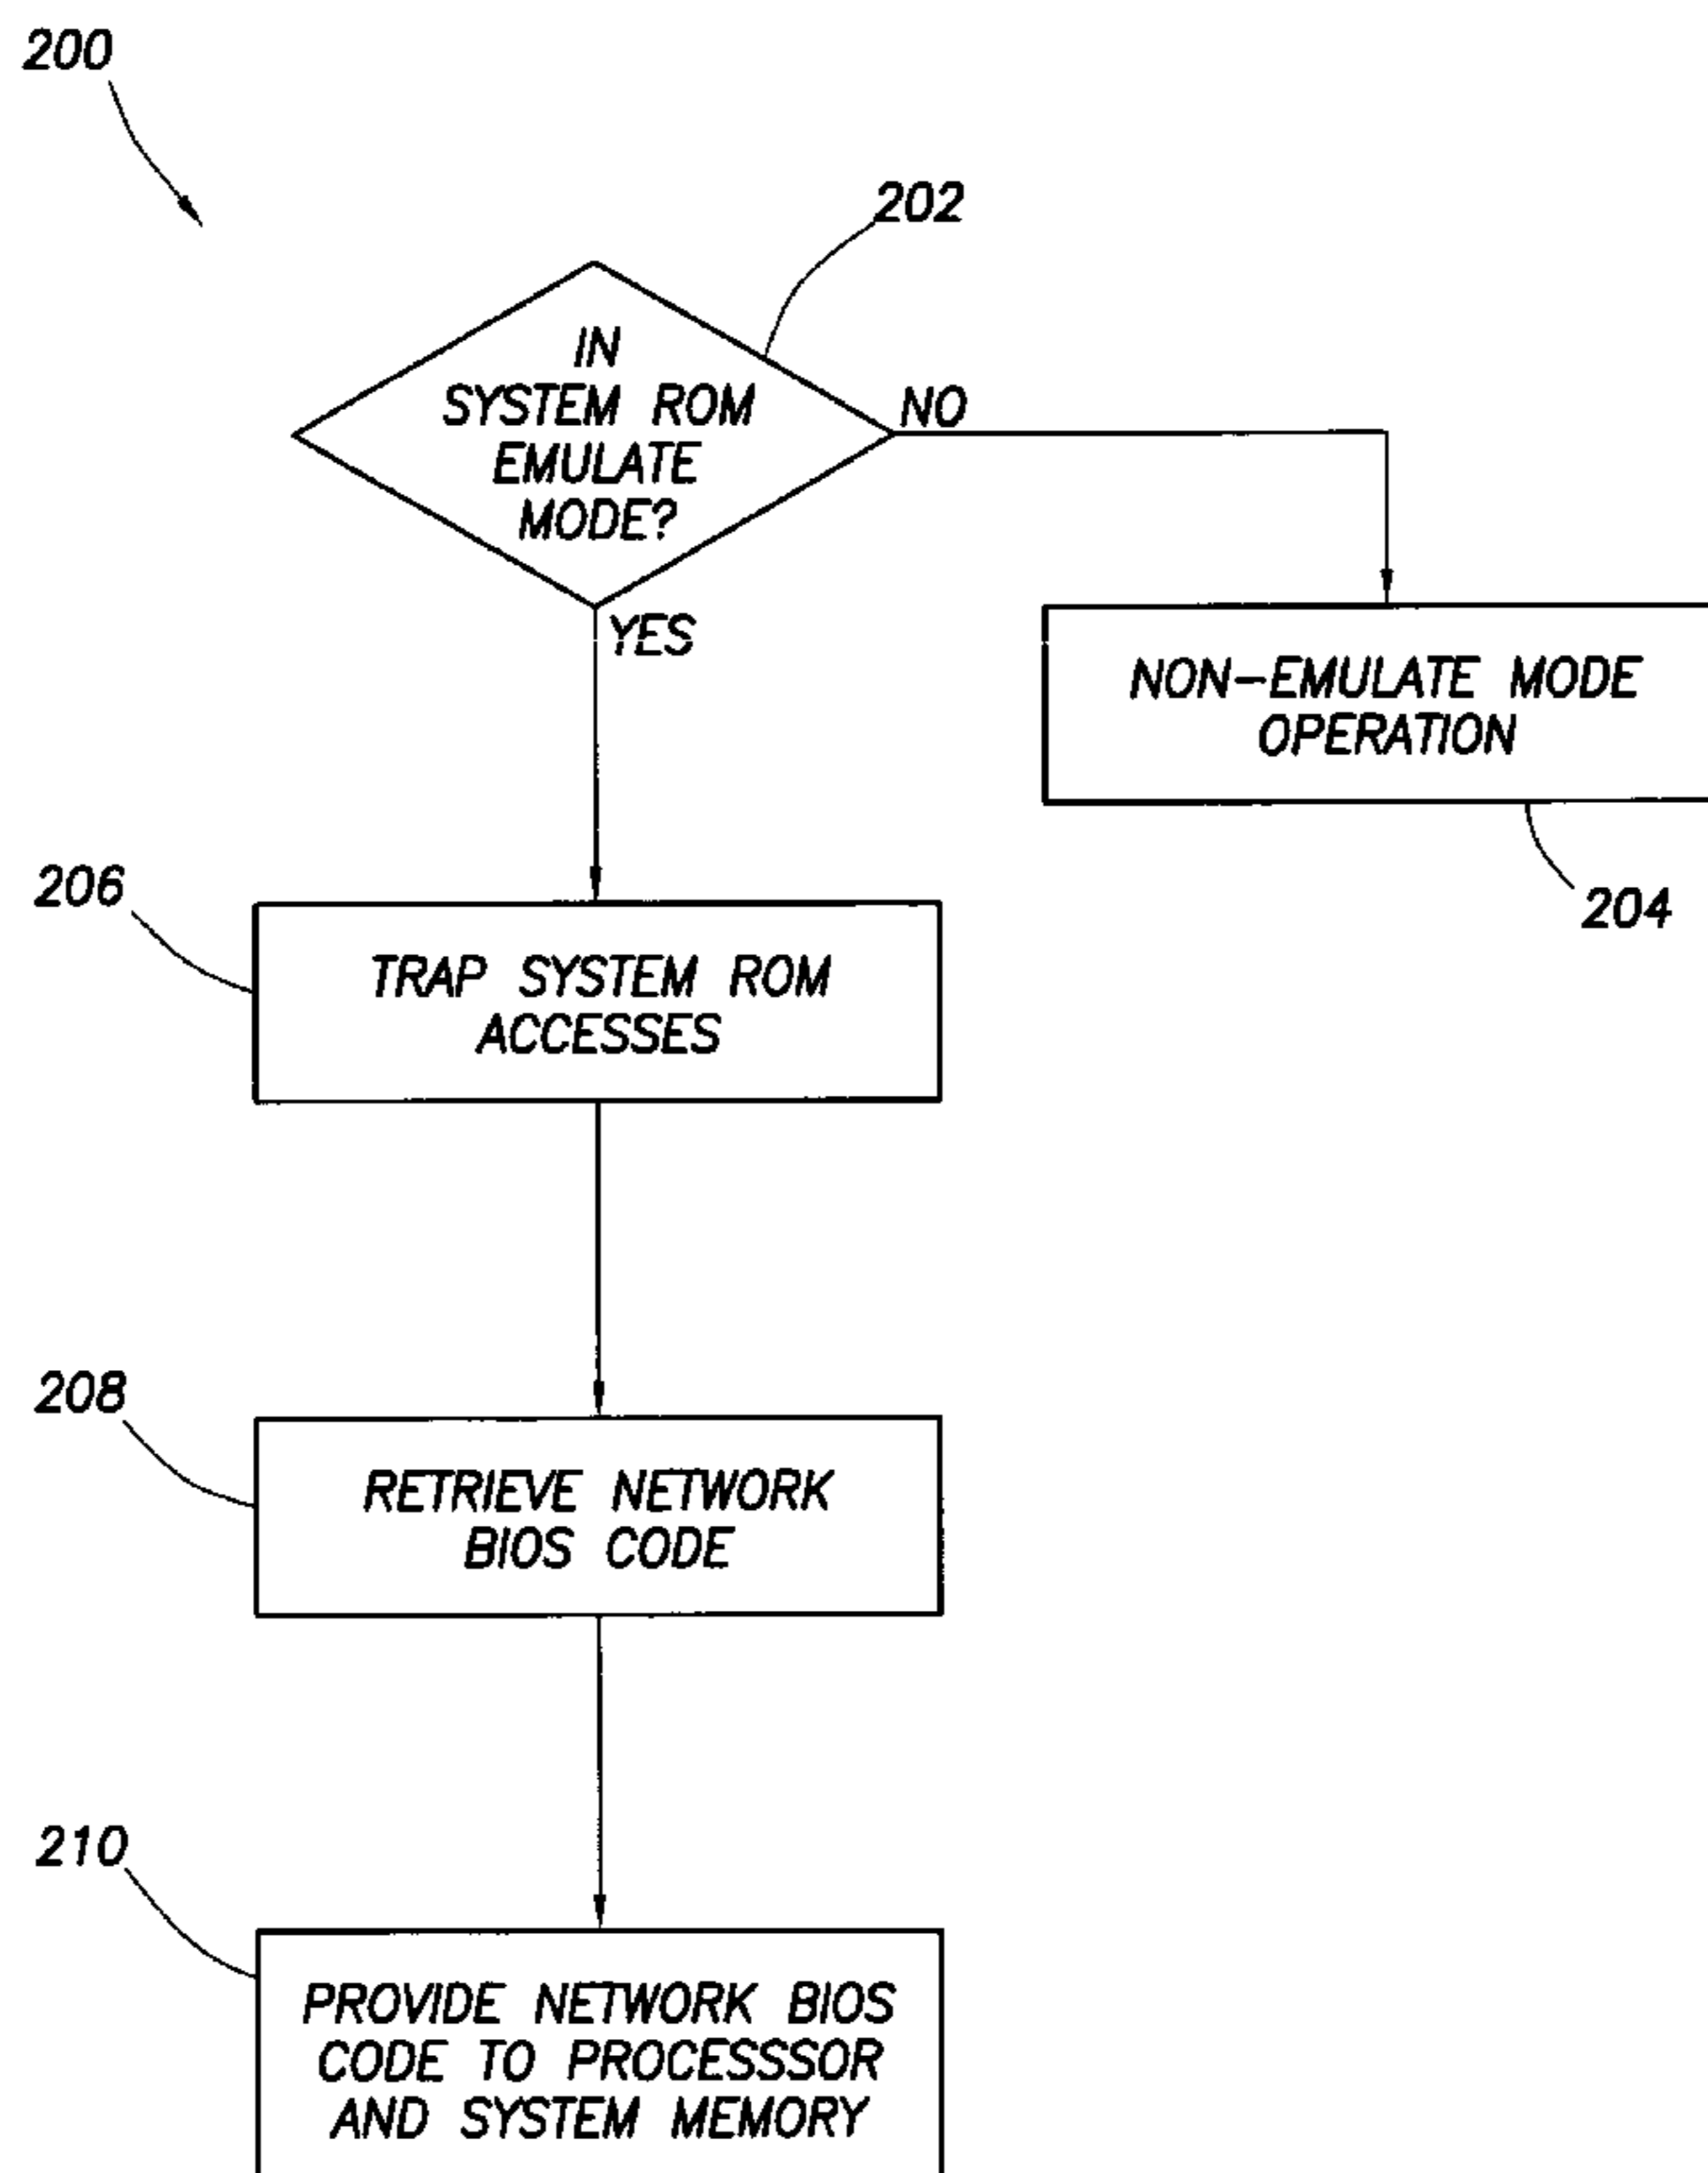 200
202
IN
SYSTEM ROM
EMULATE
MODE?
NO
YES
NON-EMULATE MODE
OPERATION
204
206
TRAP SYSTEM ROM
ACCESSES
208
RETRIEVE NETWORK
BIOS CODE
210
PROVIDE NETWORK BIOS
CODE TO PROCESSSOR
AND SYSTEM MEMORY